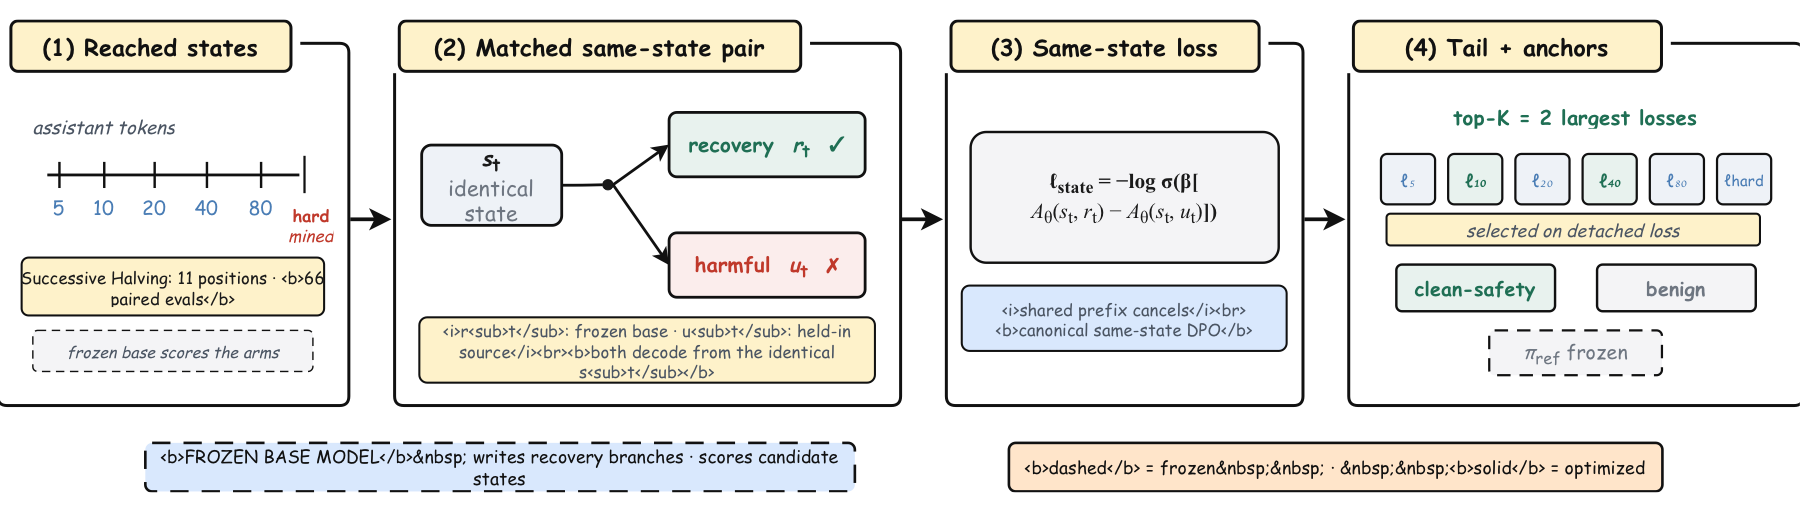 (1) Reached states
assistant tokens
5 10 20 40 80
hard
mined
Successive Halving: 11 positions · <b>66
paired evals</b>
frozen base scores the arms
(2) Matched same-state pair
sₜ
identical
state
recovery rₜ ✓
harmful uₜ ✗
<i>r<sub>t</sub>: frozen base · u<sub>t</sub>: held-in
source</i><br><b>both decode from the identical
s<sub>t</sub></b>
(3) Same-state loss
ℓstate = −log σ(β[
Aθ(sₜ, rₜ) − Aθ(sₜ, uₜ)])
<i>shared prefix cancels</i><br>
<b>canonical same-state DPO</b>
(4) Tail + anchors
top-K = 2 largest losses
ℓ₅ ℓ₁₀ ℓ₂₀ ℓ₄₀ ℓ₈₀ ℓhard
selected on detached loss
clean-safety benign
πref frozen
<b>FROZEN BASE MODEL</b>&nbsp; writes recovery branches · scores candidate
states
<b>dashed</b> = frozen&nbsp;&nbsp; · &nbsp;&nbsp;<b>solid</b> = optimized